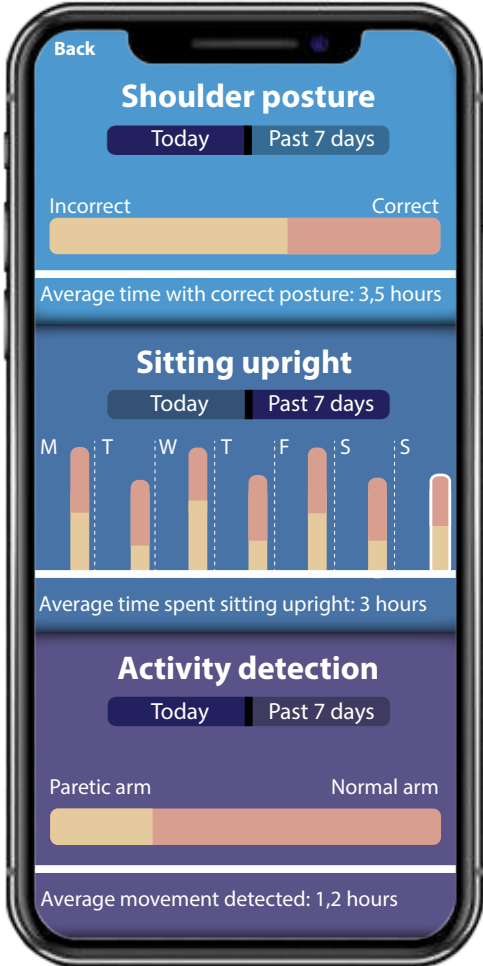 Back
Shoulder posture
Today Past 7 days
Incorrect Correct
Average time with correct posture: 3,5 hours
Sitting upright
Today Past 7 days
M T W T F S S
Average time spent sitting upright: 3 hours
Activity detection
Today Past 7 days
Paretic arm Normal arm
Average movement detected: 1,2 hours